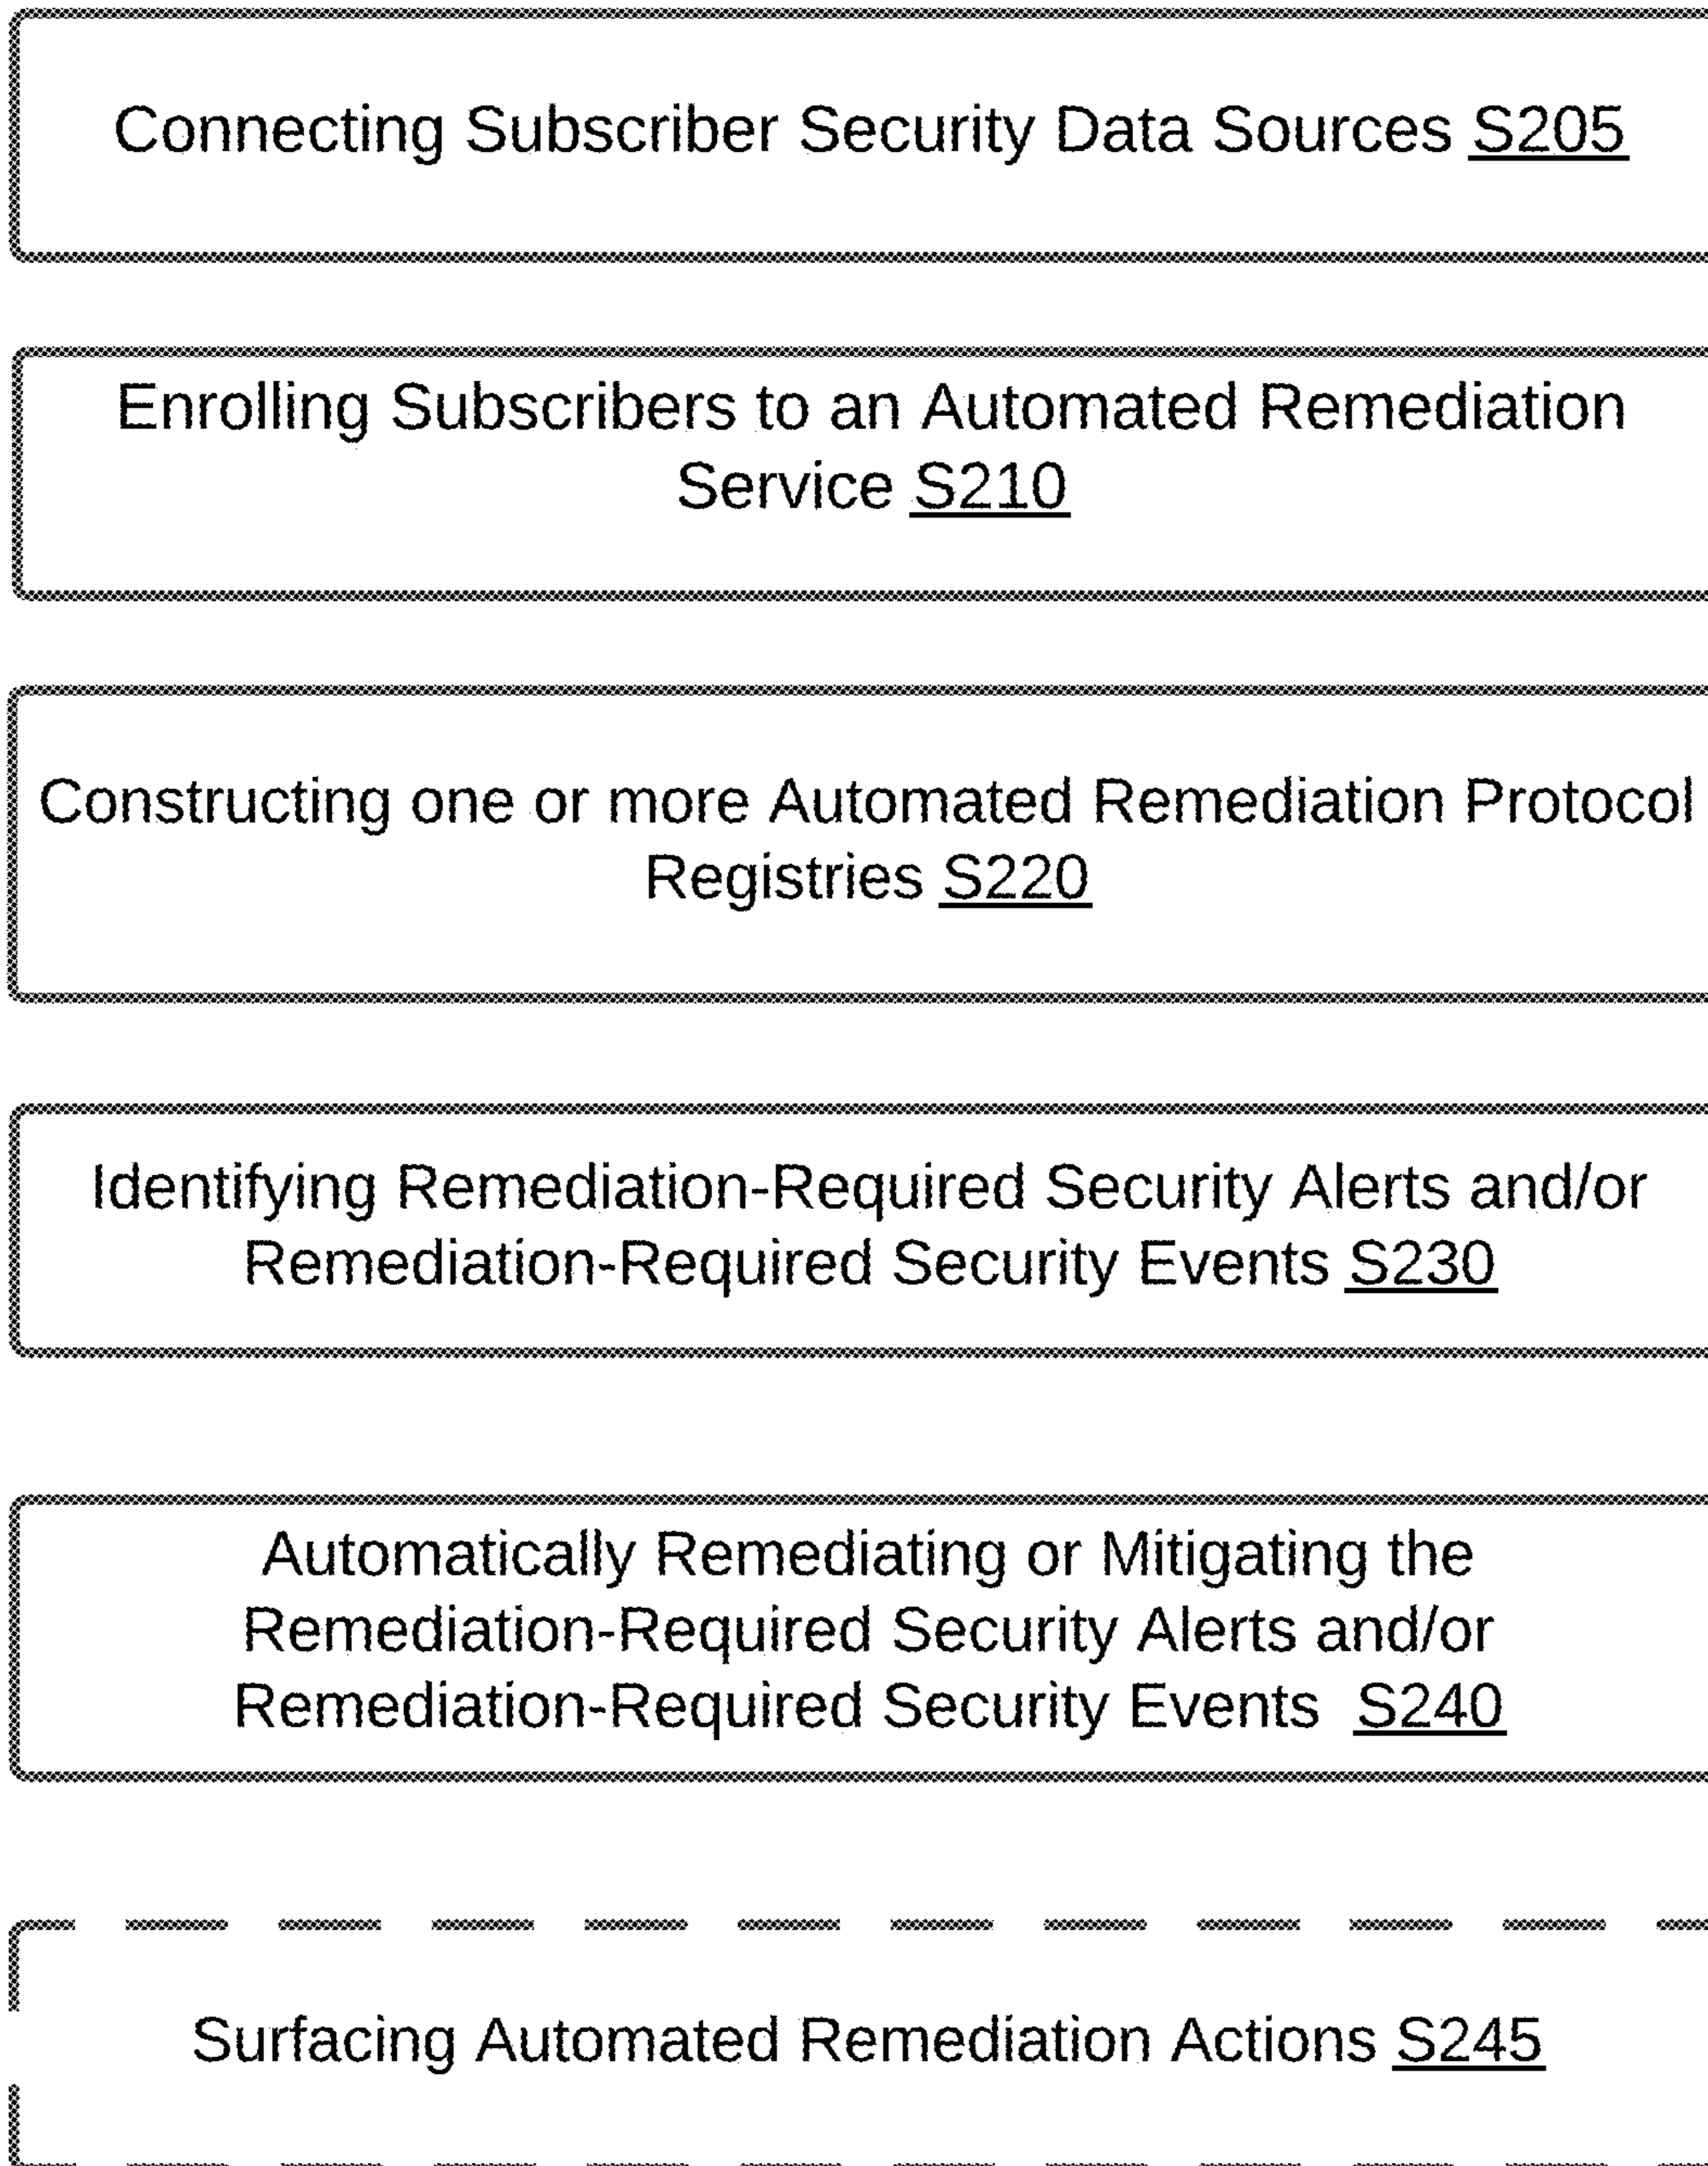 Connecting Subscriber Security Data Sources S205
Enrolling Subscribers to an Automated Remediation
Service S210
Constructing one or more Automated Remediation Protocol
Registries S220
Identifying Remediation-Required Security Alerts and/or
Remediation-Required Security Events S230
Automatically Remediating or Mitigating the
Remediation-Required Security Alerts and/or
Remediation-Required Security Events S240
Surfacing Automated Remediation Actions S245